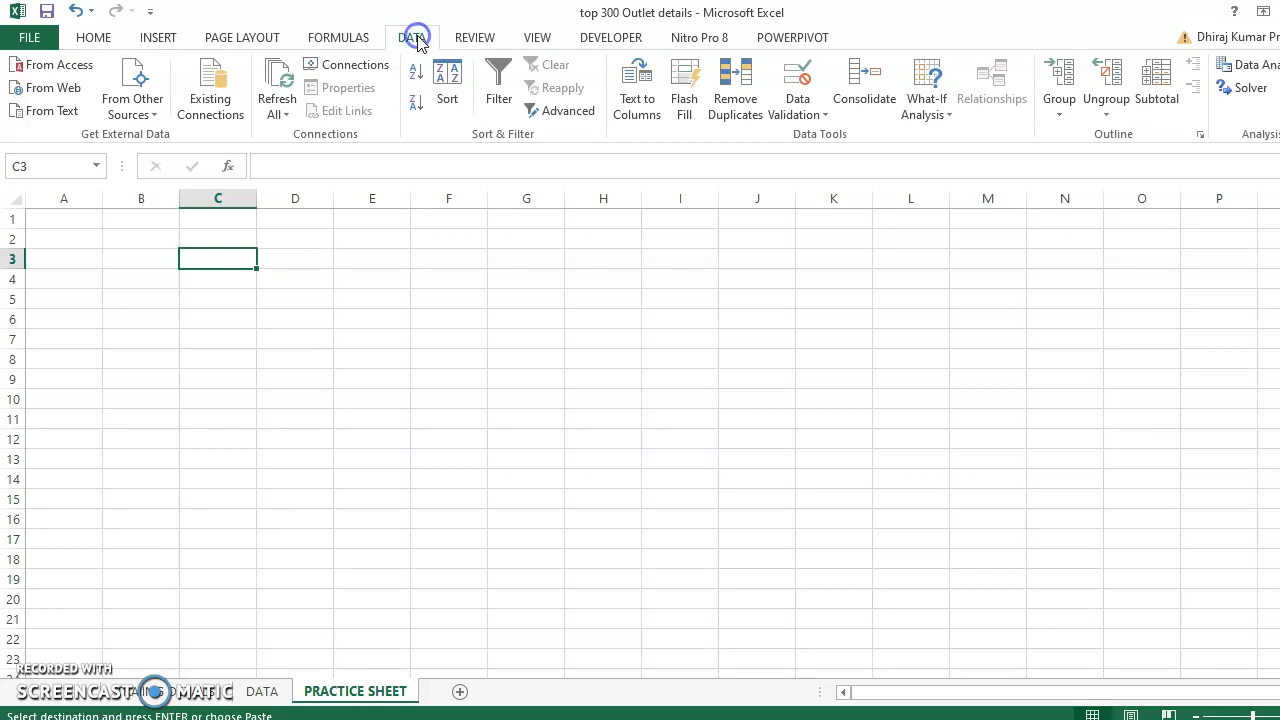 top 300 Outlet details - Microsoft Excel
?
FILE HOME INSERT PAGE LAYOUT FORMULAS DATA REVIEW VIEW DEVELOPER Nitro Pro 8 POWERPIVOT Dhiraj Kumar Pr
From Access
From Web
From Text
From Other
Sources
Existing
Connections
Get External Data
Refresh
All
Connections
Properties
Edit Links
Connections
Sort
Filter
Clear
Reapply
Advanced
Sort & Filter
Text to
Columns
Flash
Fill
Remove
Duplicates
Data
Validation
Consolidate
What-If
Analysis
Relationships
Data Tools
Group
Ungroup
Subtotal
Outline
Data Ana
Solver
Analysis
C3 fx
A B C D E F G H I J K L M N O P
1
2
3
4
5
6
7
8
9
10
11
12
13
14
15
16
17
18
19
20
21
22
23
RECORDED WITH
SCREENCAST MATIC
DATA PRACTICE SHEET
Select destination and press ENTER or choose Paste